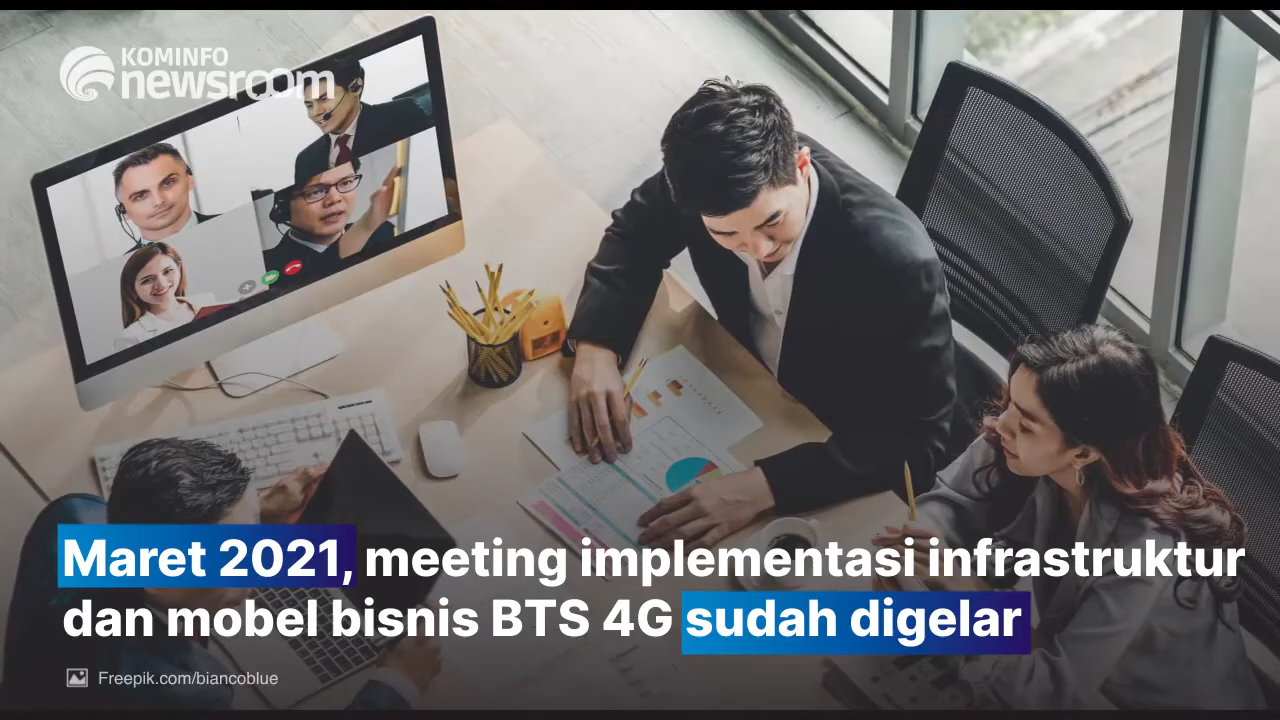 KOMINFO
newsroom
Maret 2021, meeting implementasi infrastruktur
dan mobel bisnis BTS 4G sudah digelar
Freepik.com/biancoblue